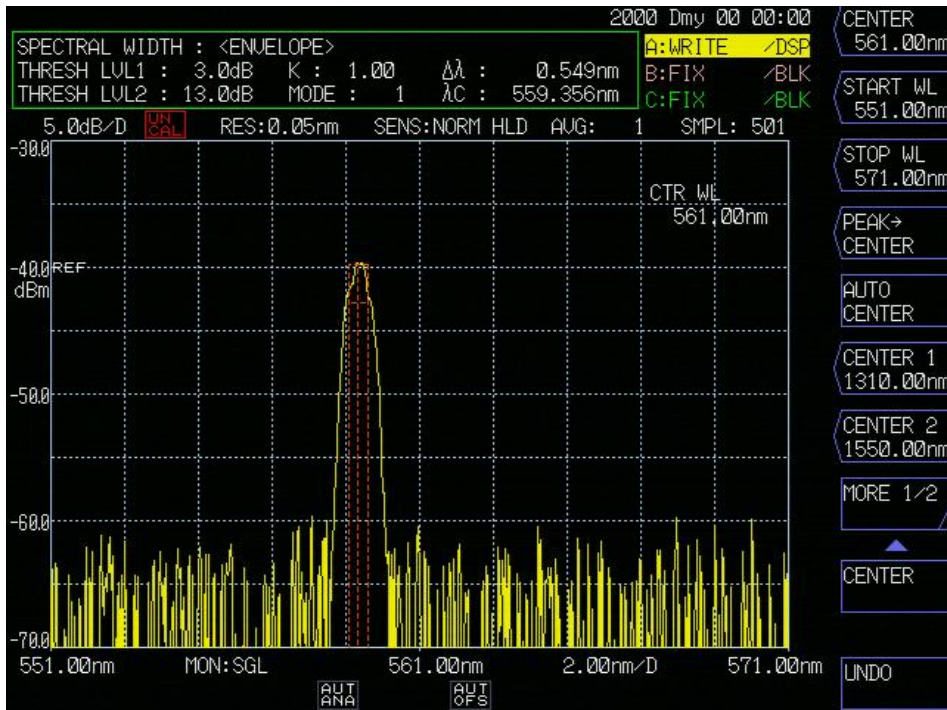 2000 Dmy 00 00:00
SPECTRAL WIDTH : <ENVELOPE>
THRESH LVL1 : 3.0dB K : 1.00 Δλ : 0.549nm
THRESH LVL2 : 13.0dB MODE : 1 λC : 559.356nm
A:WRITE /DSP
B:FIX /BLK
C:FIX /BLK
5.0dB/D UN CAL RES:0.05nm SENS:NORM HLD AVG: 1 SMPL: 501
-30.0
CTR WL
561.00nm
-40.0 REF
dBm
-50.0
-60.0
-70.0
551.00nm MON:SGL 561.00nm 2.00nm/D 571.00nm
AUT
ANA
AUT
OFS
CENTER
561.00nm
START WL
551.00nm
STOP WL
571.00nm
PEAK→
CENTER
AUTO
CENTER
CENTER 1
1310.00nm
CENTER 2
1550.00nm
MORE 1/2
CENTER
UNDO